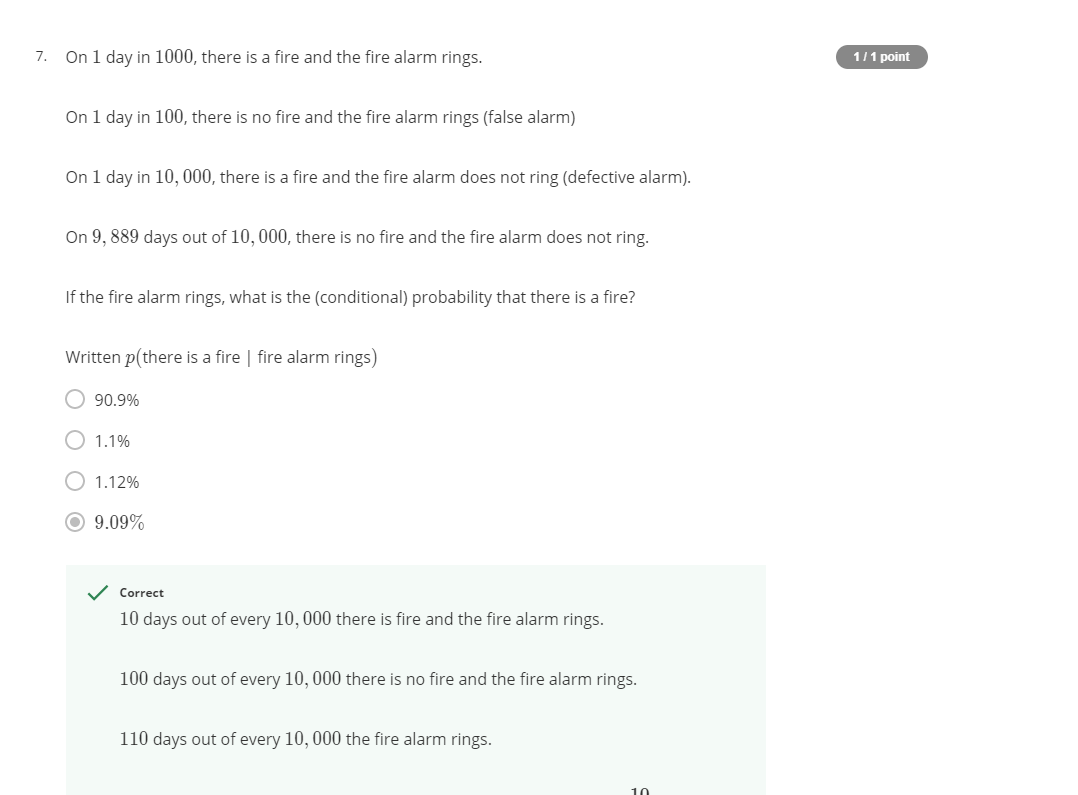 7. On 1 day in 1000, there is a fire and the fire alarm rings.
1 / 1 point
On 1 day in 100, there is no fire and the fire alarm rings (false alarm)
On 1 day in 10, 000, there is a fire and the fire alarm does not ring (defective alarm).
On 9, 889 days out of 10, 000, there is no fire and the fire alarm does not ring.
If the fire alarm rings, what is the (conditional) probability that there is a fire?
Written p(there is a fire | fire alarm rings)
90.9%
1.1%
1.12%
9.09%
Correct
10 days out of every 10, 000 there is fire and the fire alarm rings.
100 days out of every 10, 000 there is no fire and the fire alarm rings.
110 days out of every 10, 000 the fire alarm rings.
10